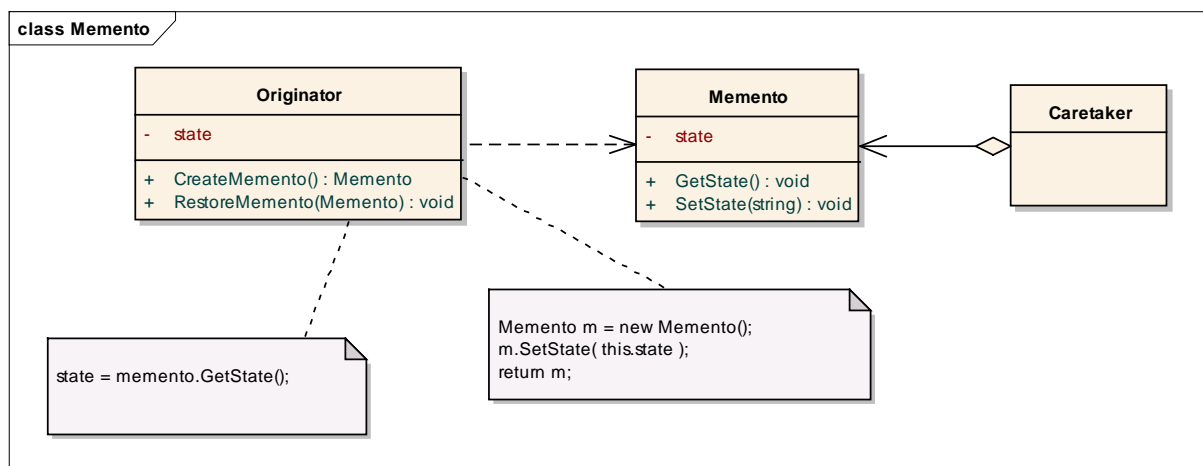 class Memento
Originator
- state
+ CreateMemento() : Memento
+ RestoreMemento(Memento) : void
Memento
- state
+ GetState() : void
+ SetState(string) : void
Caretaker
state = memento.GetState();
Memento m = new Memento();
m.SetState( this.state );
return m;